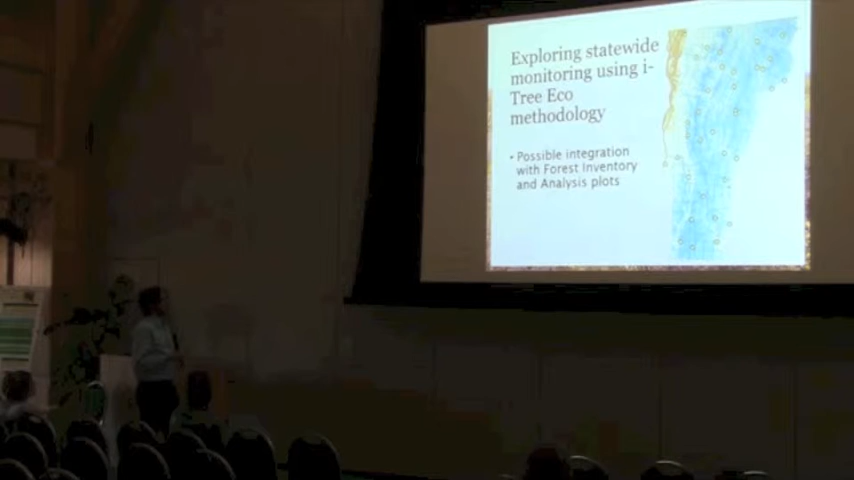 Exploring statewide
monitoring using i-
Tree Eco
methodology
• Possible integration
with Forest Inventory
and Analysis plots